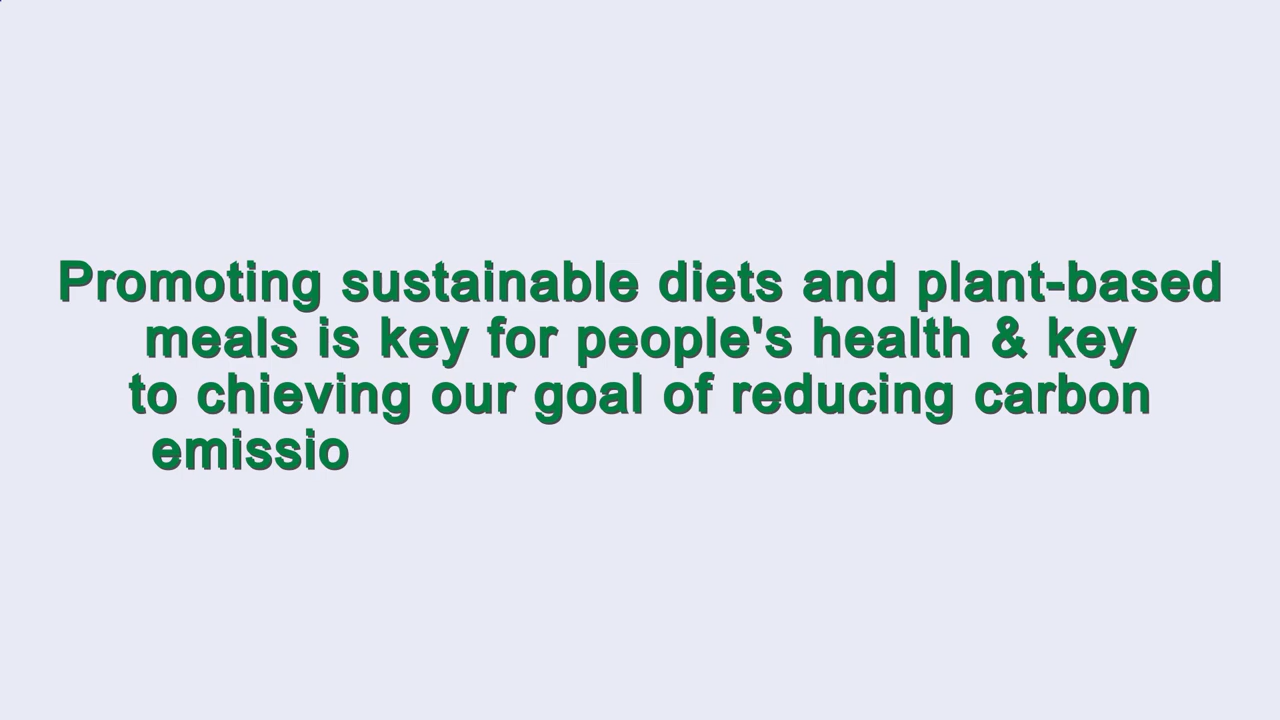 Promoting sustainable diets and plant-based
meals is key for people's health & key
to chieving our goal of reducing carbon
emissio